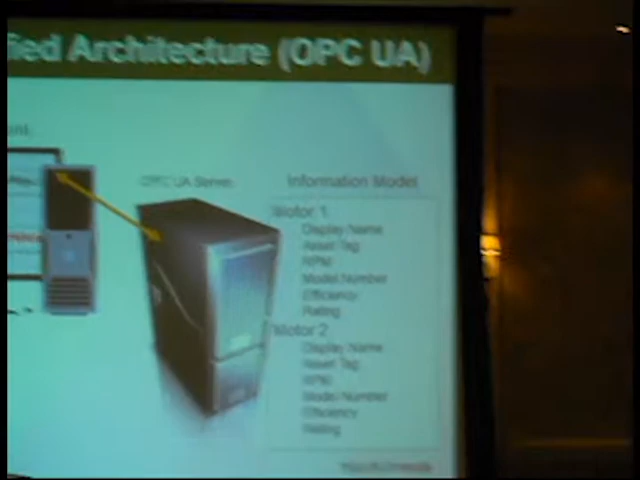 fied Architecture (OPC UA)
OPC UA Server
Information Model
Motor 1
Display Name
Asset Tag
RPM
Model Number
Efficiency
Rating
Motor 2
Display Name
Asset Tag
RPM
Model Number
Efficiency
Rating